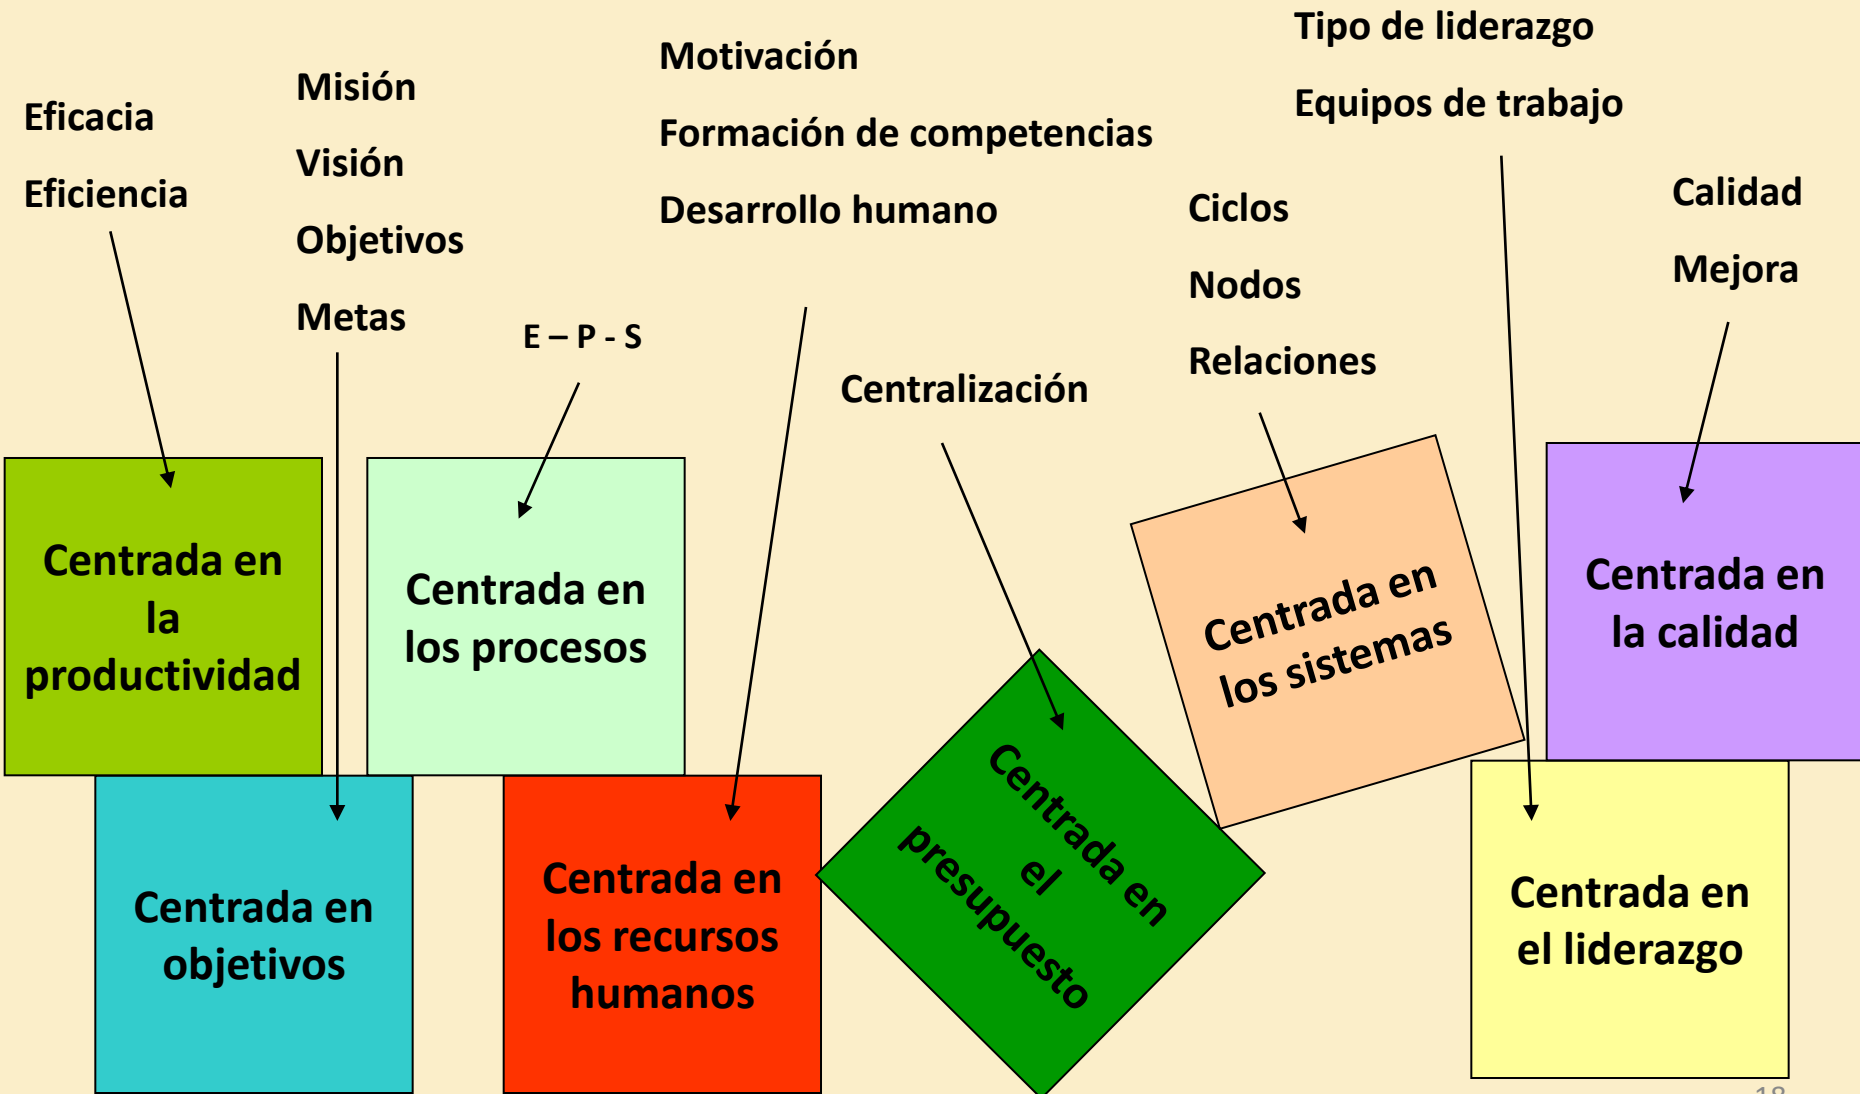 Eficacia
Eficiencia
Misión
Visión
Objetivos
Metas
E – P - S
Motivación
Formación de competencias
Desarrollo humano
Centralización
Ciclos
Nodos
Relaciones
Tipo de liderazgo
Equipos de trabajo
Calidad
Mejora
Centrada en
la
productividad
Centrada en
objetivos
Centrada en
los procesos
Centrada en
los recursos
humanos
Centrada en
el
presupuesto
Centrada en
los sistemas
Centrada en
la calidad
Centrada en
el liderazgo
18